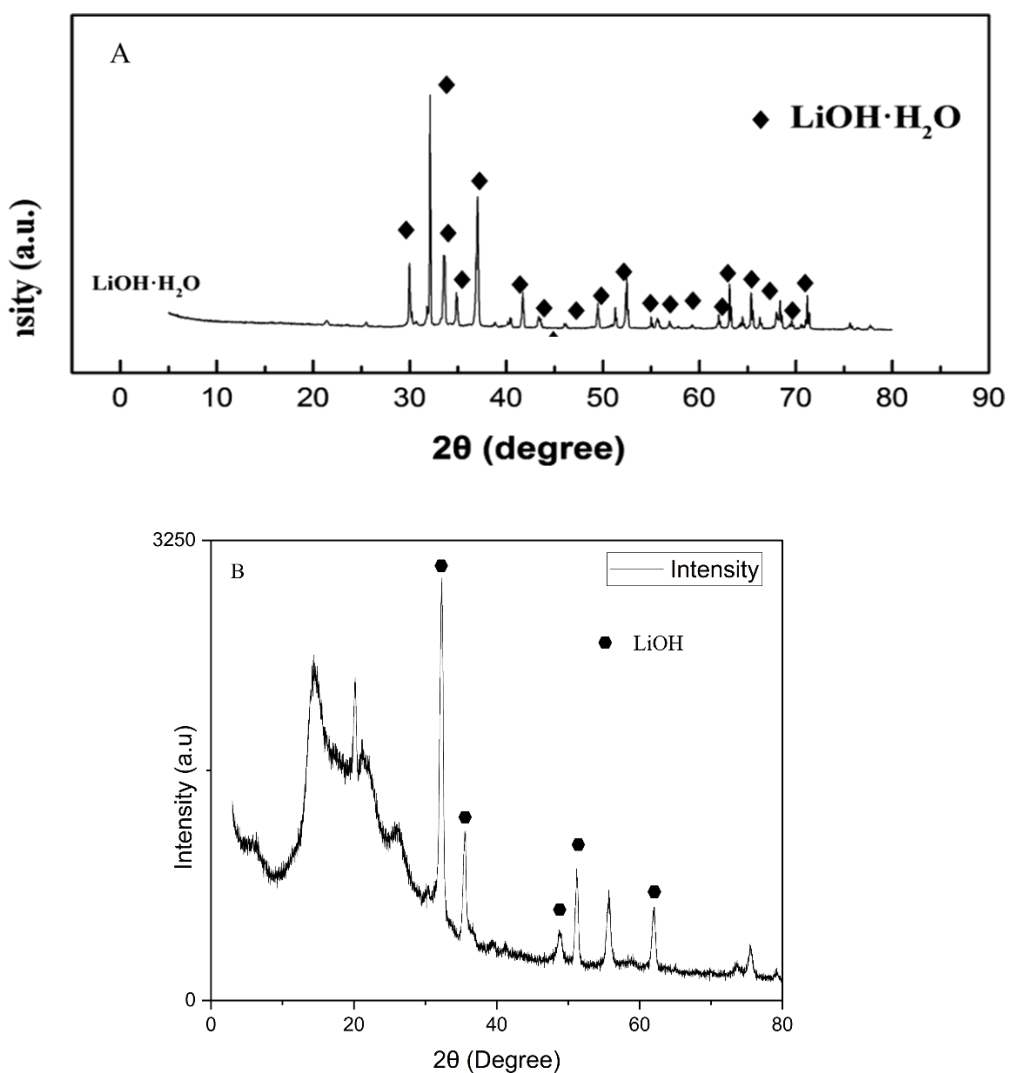 A
LiOH·H₂O
ısity (a.u.)
LiOH·H₂O
0 10 20 30 40 50 60 70 80 90
2θ (degree)
3250
B
Intensity
LiOH
Intensity (a.u)
0
0 20 40 60 80
2θ (Degree)